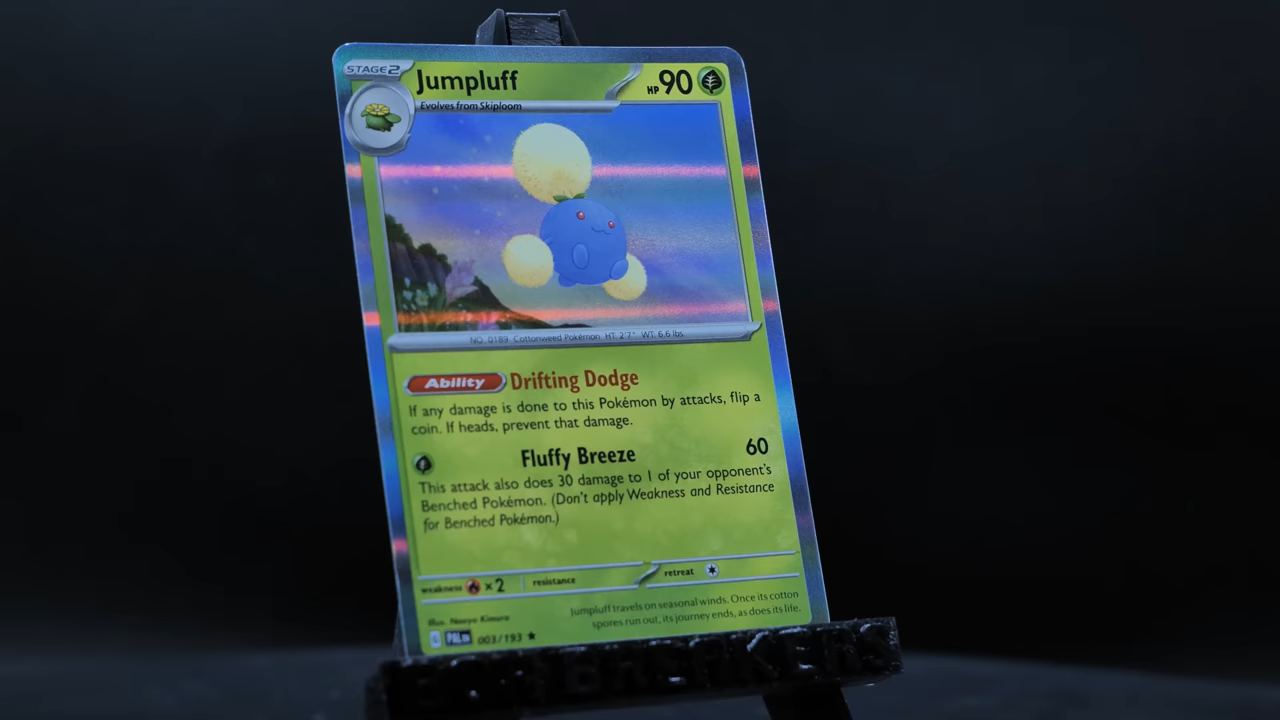 STAGE2
Jumpluff
HP 90
Evolves from Skiploom
NO. 0189 Cottonweed Pokémon HT: 2'7" WT: 6.6 lbs
Ability Drifting Dodge
If any damage is done to this Pokémon by attacks, flip a
coin. If heads, prevent that damage.
Fluffy Breeze 60
This attack also does 30 damage to 1 of your opponent's
Benched Pokémon. (Don't apply Weakness and Resistance
for Benched Pokémon.)
weakness ×2 resistance retreat
Illus. Naoyo Kimura
Jumpluff travels on seasonal winds. Once its cotton
spores run out, its journey ends, as does its life.
G PAL EN 003/193 ★